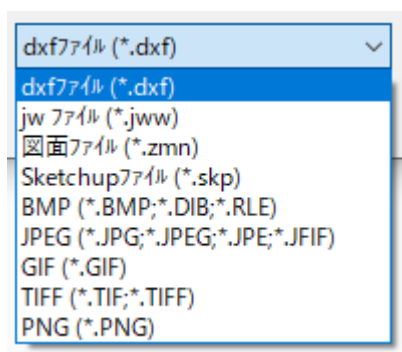 dxfﾌｧｲﾙ (*.dxf)
dxfﾌｧｲﾙ (*.dxf)
jw ﾌｧｲﾙ (*.jww)
図面ﾌｧｲﾙ (*.zmn)
Sketchupﾌｧｲﾙ (*.skp)
BMP (*.BMP;*.DIB;*.RLE)
JPEG (*.JPG;*.JPEG;*.JPE;*.JFIF)
GIF (*.GIF)
TIFF (*.TIF;*.TIFF)
PNG (*.PNG)